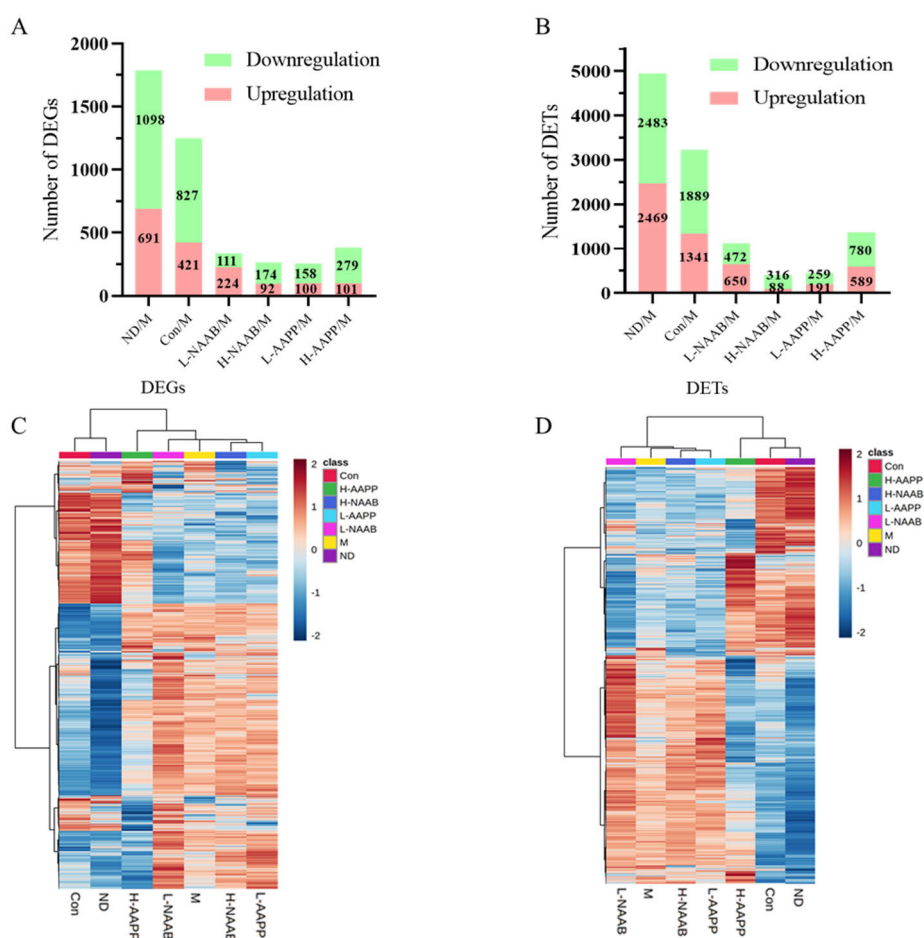 A
Number of DEGs
2000
1500
1000
500
0
Downregulation
Upregulation
1098
691
827
421
111
224
174
92
158
100
279
101
ND/M
Con/M
L-NAAB/M
H-NAAB/M
L-AAPP/M
H-AAPP/M
B
Number of DETs
5000
4000
3000
2000
1000
0
Downregulation
Upregulation
2483
2469
1889
1341
472
650
316
88
259
191
780
589
ND/M
Con/M
L-NAAB/M
H-NAAB/M
L-AAPP/M
H-AAPP/M
C
DEGs
2
1
0
-1
-2
class
Con
H-AAPP
H-NAAB
L-AAPP
L-NAAB
M
ND
Con
ND
H-AAPP
L-NAAB
M
H-NAAB
L-AAPP
D
DETs
2
1
0
-1
-2
class
Con
H-AAPP
H-NAAB
L-AAPP
L-NAAB
M
ND
L-NAAB
M
H-NAAB
L-AAPP
H-AAPP
Con
ND